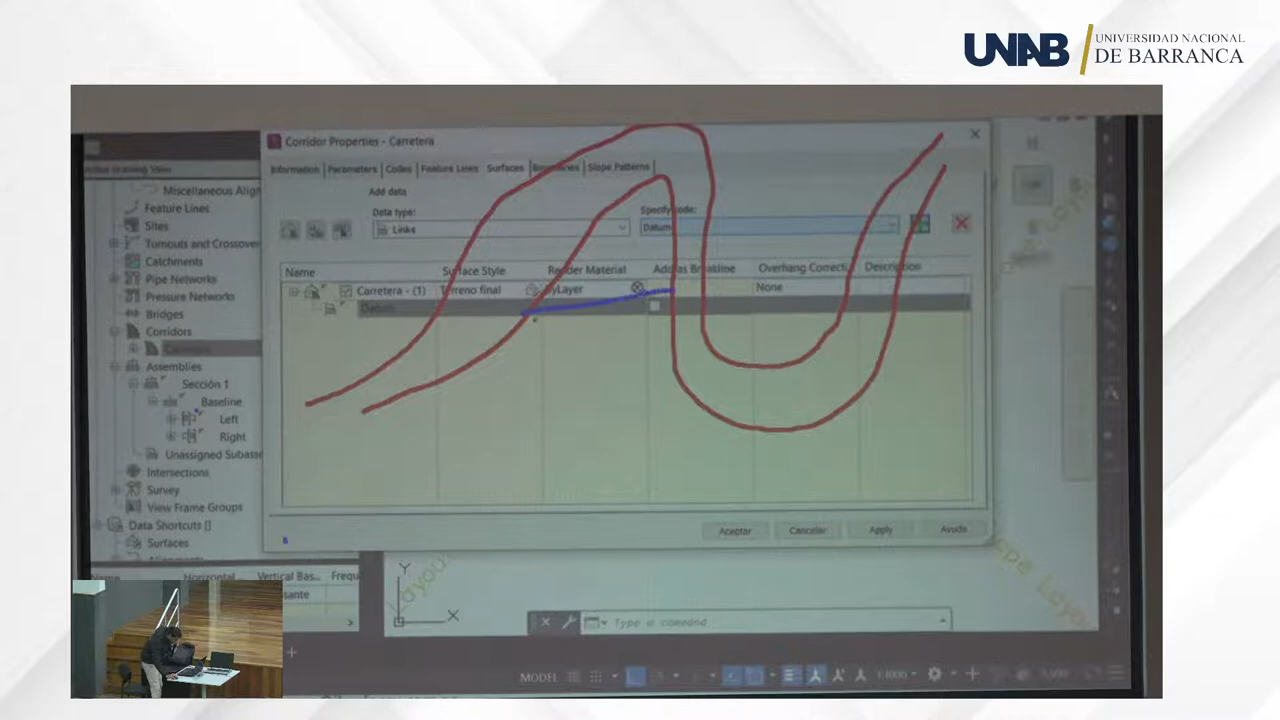 UNAB
UNIVERSIDAD NACIONAL
DE BARRANCA
Corridor Properties - Carretera
Information
Parameters
Codes
Feature Lines
Surfaces
Boundaries
Slope Patterns
Add data
Data type:
Specify code:
Links
Datum
Name
Surface Style
Render Material
Add as Breakline
Overhang Correcti
Description
Carretera - (1)
Terreno final
ByLayer
None
Datum
Miscellaneous Align
Feature Lines
Sites
Turnouts and Crossover
Catchments
Pipe Networks
Pressure Networks
Bridges
Corridors
Assemblies
Sección 1
Baseline
Left
Right
Unassigned Subasse
Intersections
Survey
View Frame Groups
Data Shortcuts []
Surfaces
Aceptar
Cancelar
Apply
Ayuda
Horizontal
Vertical Bas...
Frequ
Y
X
Type a command
MODEL